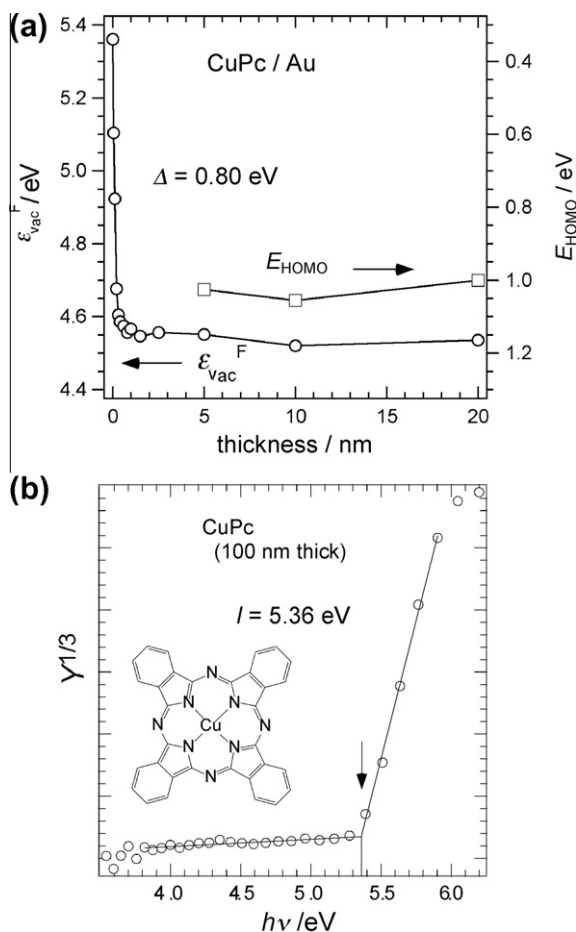 (a)
CuPc / Au
Δ = 0.80 eV
E_HOMO
ε_vac^F
5.4
5.2
5.0
4.8
4.6
4.4
ε_vac^F / eV
0.4
0.6
0.8
1.0
1.2
E_HOMO / eV
0
5
10
15
20
thickness / nm
(b)
CuPc
(100 nm thick)
I = 5.36 eV
N
N
N
N
Cu
N
N
N
N
Y1/3
4.0
4.5
5.0
5.5
6.0
hν /eV